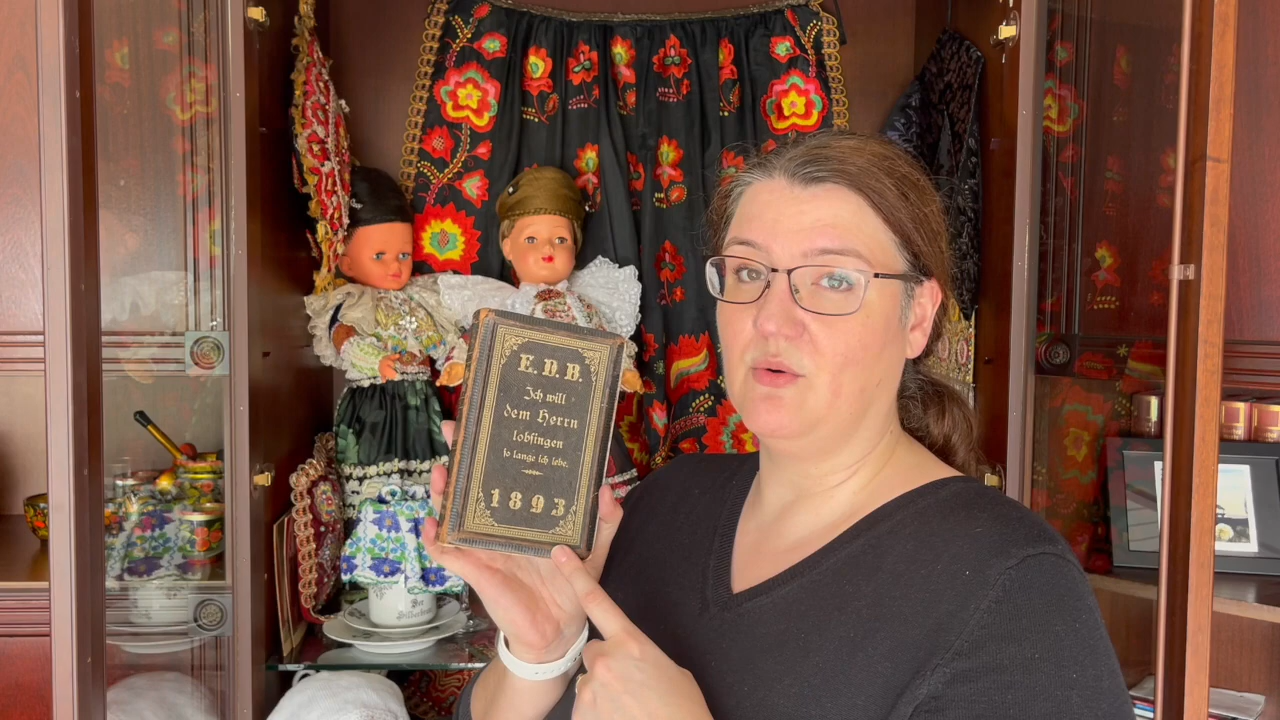 E. D. B.
Ich will
dem Herrn
lobsingen
so lange ich lebe.
1893